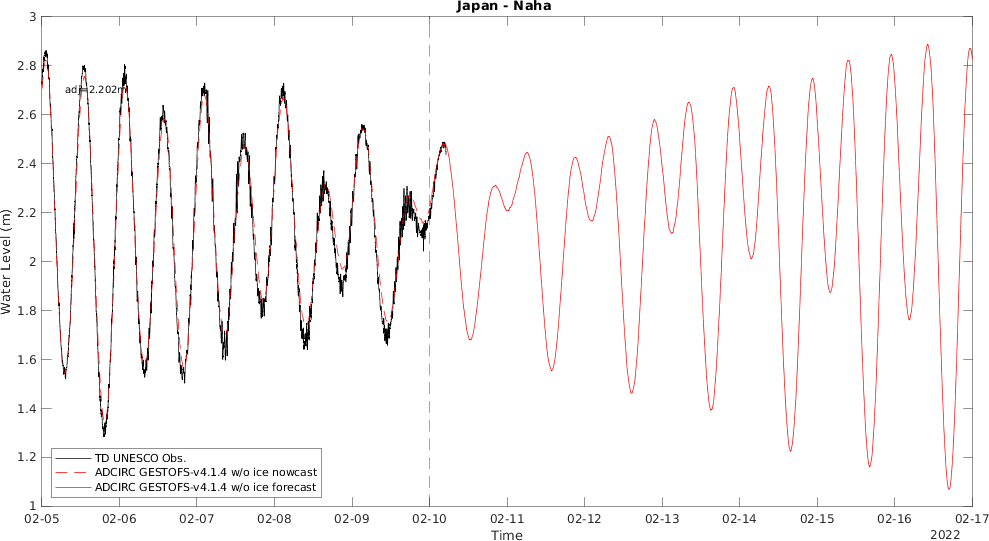 Japan - Naha
3
2.8
2.6
2.4
2.2
2
1.8
1.6
1.4
1.2
1
Water Level (m)
adj=2.202m
TD UNESCO Obs.
ADCIRC GESTOFS-v4.1.4 w/o ice nowcast
ADCIRC GESTOFS-v4.1.4 w/o ice forecast
02-05 02-06 02-07 02-08 02-09 02-10 02-11 02-12 02-13 02-14 02-15 02-16 02-17
Time
2022